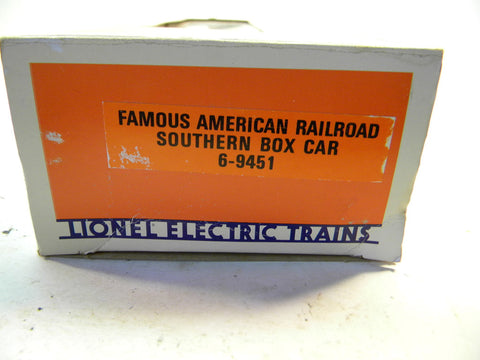 FAMOUS AMERICAN RAILROAD
SOUTHERN BOX CAR
6-9451
LIONEL ELECTRIC TRAINS